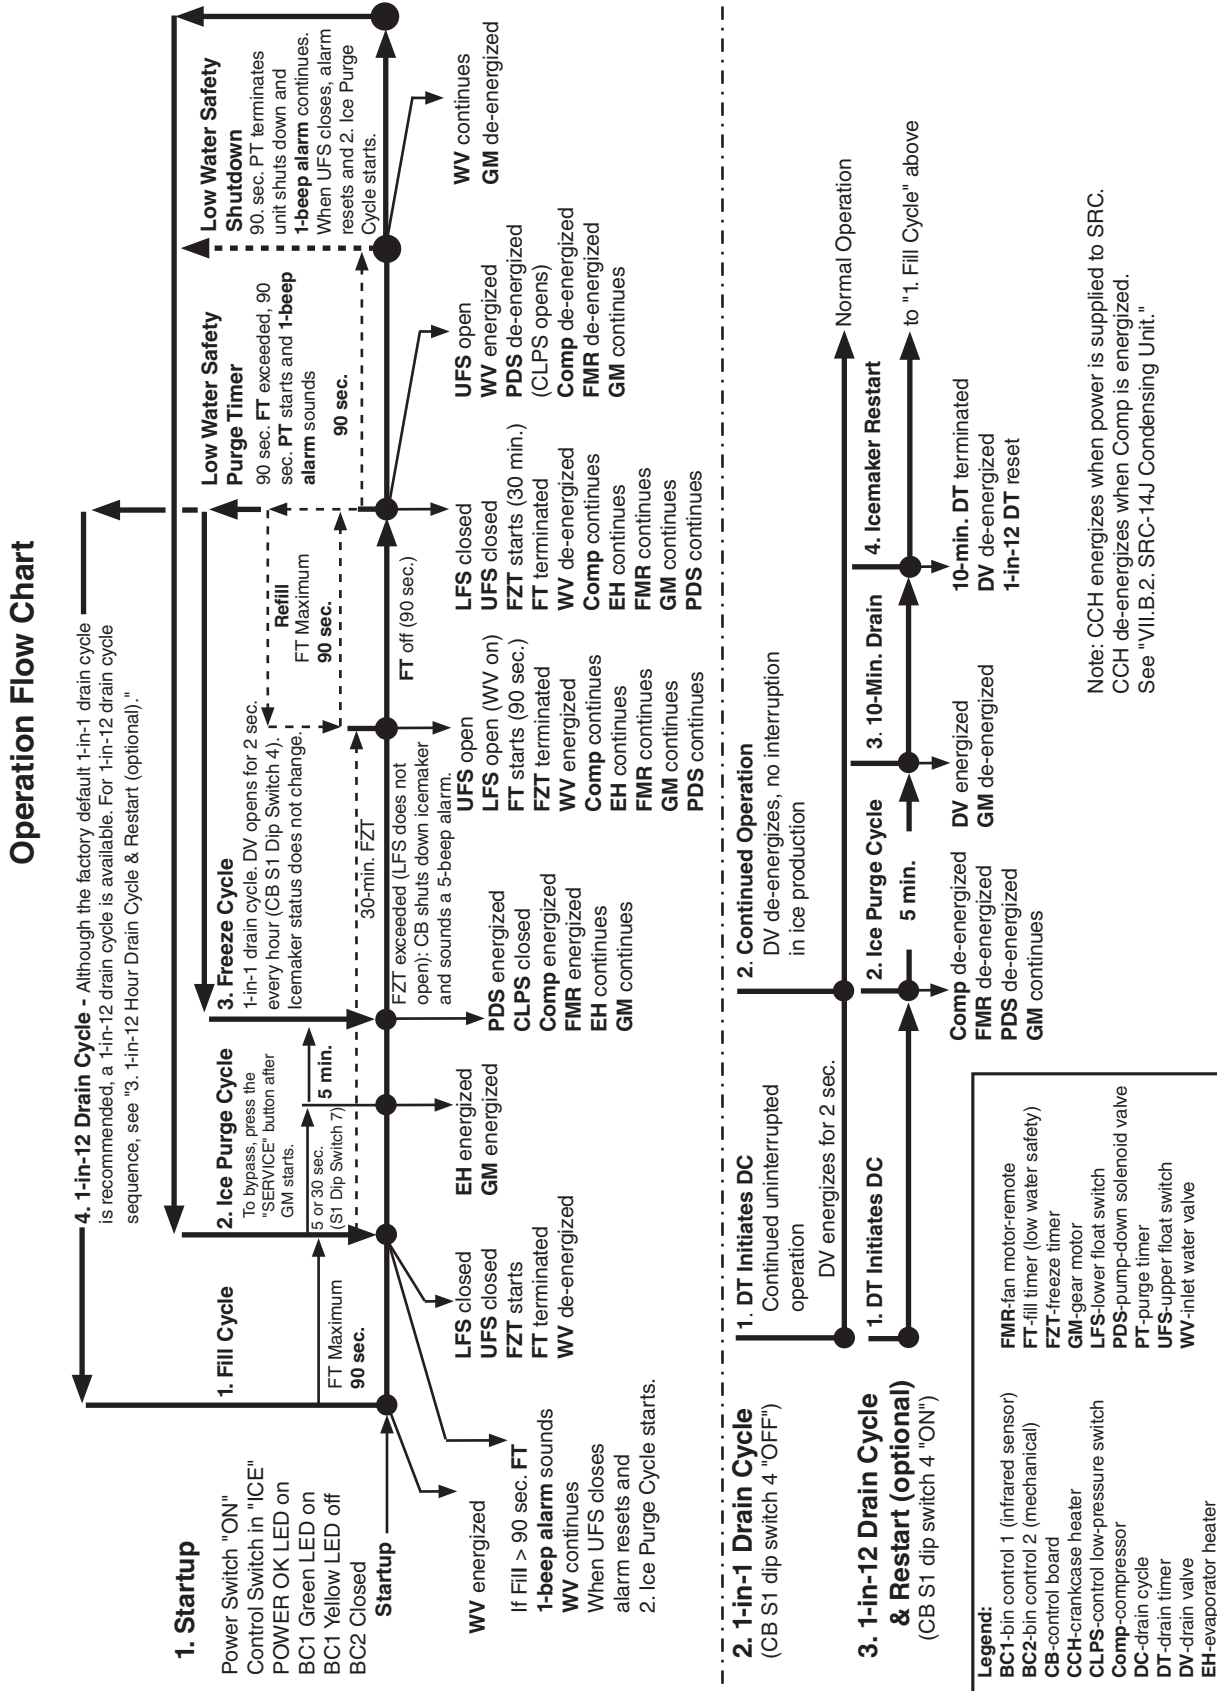 Operation Flow Chart
1. Startup
Power Switch "ON"
Control Switch in "ICE"
POWER OK LED on
BC1 Green LED on
BC1 Yellow LED off
BC2 Closed
Startup
4. 1-in-12 Drain Cycle - Although the factory default 1-in-1 drain cycle
is recommended, a 1-in-12 drain cycle is available. For 1-in-12 drain cycle
sequence, see "3. 1-in-12 Hour Drain Cycle & Restart (optional)."
1. Fill Cycle
FT Maximum
90 sec.
2. Ice Purge Cycle
To bypass, press the
"SERVICE" button after
GM starts.
5 or 30 sec.
(S1 Dip Switch 7)
5 min.
3. Freeze Cycle
1-in-1 drain cycle. DV opens for 2 sec.
every hour (CB S1 Dip Switch 4).
Icemaker status does not change.
30-min. FZT
FZT exceeded (LFS does not
open): CB shuts down icemaker
and sounds a 5-beep alarm.
Refill
FT Maximum
90 sec.
FT off (90 sec.)
Low Water Safety
Purge Timer
90 sec. FT exceeded, 90
sec. PT starts and 1-beep
alarm sounds
90 sec.
Low Water Safety
Shutdown
90. sec. PT terminates
unit shuts down and
1-beep alarm continues.
When UFS closes, alarm
resets and 2. Ice Purge
Cycle starts.
WV energized
If Fill > 90 sec. FT
1-beep alarm sounds
WV continues
When UFS closes
alarm resets and
2. Ice Purge Cycle starts.
LFS closed
UFS closed
FZT starts
FT terminated
WV de-energized
EH energized
GM energized
PDS energized
CLPS closed
Comp energized
FMR energized
EH continues
GM continues
UFS open
LFS open (WV on)
FT starts (90 sec.)
FZT terminated
WV energized
Comp continues
EH continues
FMR continues
GM continues
PDS continues
LFS closed
UFS closed
FZT starts (30 min.)
FT terminated
WV de-energized
Comp continues
EH continues
FMR continues
GM continues
PDS continues
UFS open
WV energized
PDS de-energized
(CLPS opens)
Comp de-energized
FMR de-energized
GM continues
WV continues
GM de-energized
2. 1-in-1 Drain Cycle
(CB S1 dip switch 4 "OFF")
1. DT Initiates DC
Continued uninterrupted
operation
DV energizes for 2 sec.
2. Continued Operation
DV de-energizes, no interruption
in ice production
Normal Operation
3. 1-in-12 Drain Cycle
& Restart (optional)
(CB S1 dip switch 4 "ON")
1. DT Initiates DC
2. Ice Purge Cycle
5 min.
3. 10-Min. Drain
4. Icemaker Restart
to "1. Fill Cycle" above
Comp de-energized
FMR de-energized
PDS de-energized
GM continues
DV energized
GM de-energized
10-min. DT terminated
DV de-energized
1-in-12 DT reset
Legend:
BC1-bin control 1 (infrared sensor)
BC2-bin control 2 (mechanical)
CB-control board
CCH-crankcase heater
CLPS-control low-pressure switch
Comp-compressor
DC-drain cycle
DT-drain timer
DV-drain valve
EH-evaporator heater
FMR-fan motor-remote
FT-fill timer (low water safety)
FZT-freeze timer
GM-gear motor
LFS-lower float switch
PDS-pump-down solenoid valve
PT-purge timer
UFS-upper float switch
WV-inlet water valve
Note: CCH energizes when power is supplied to SRC.
CCH de-energizes when Comp is energized.
See "VII.B.2. SRC-14J Condensing Unit."